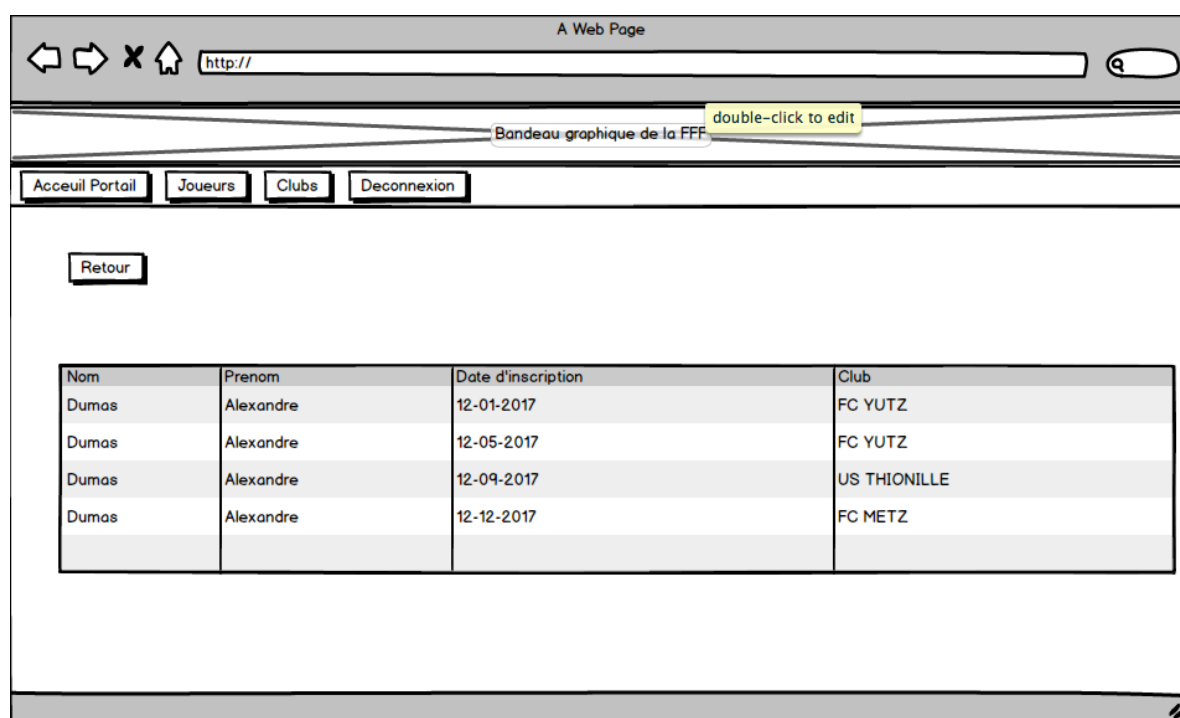 A Web Page
http://
double-click to edit
Bandeau graphique de la FFF
Acceuil Portail Joueurs Clubs Deconnexion
Retour
Nom Prenom Date d'inscription Club
Dumas Alexandre 12-01-2017 FC YUTZ
Dumas Alexandre 12-05-2017 FC YUTZ
Dumas Alexandre 12-09-2017 US THIONILLE
Dumas Alexandre 12-12-2017 FC METZ